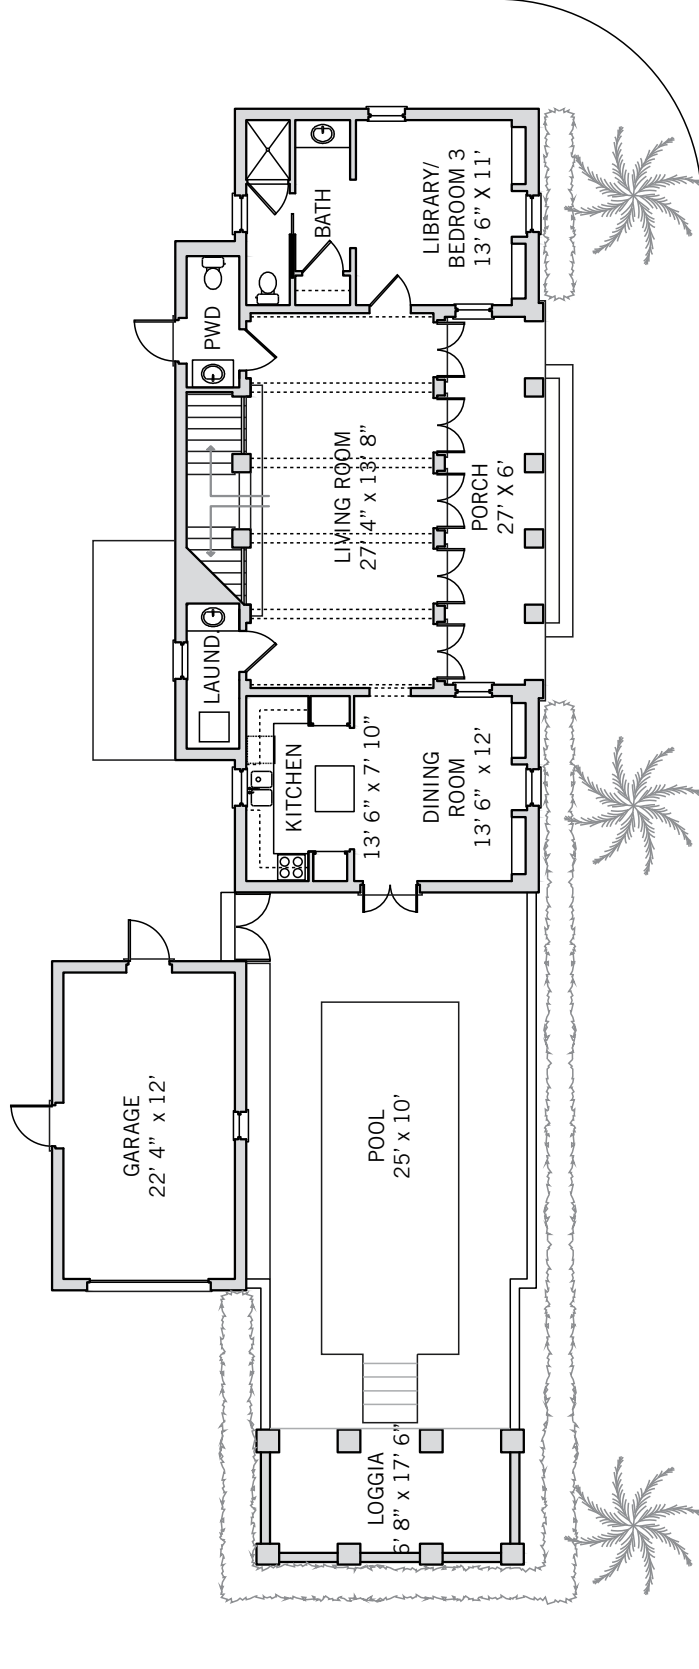 LIBRARY/
BEDROOM 3
13' 6" X 11'
BATH
PWD
LIVING ROOM
27' 4" x 13' 8"
PORCH
27' X 6'
LAUND.
KITCHEN
13' 6" x 7' 10"
DINING
ROOM
13' 6" x 12'
GARAGE
22' 4" x 12'
POOL
25' x 10'
LOGGIA
6' 8" x 17' 6"